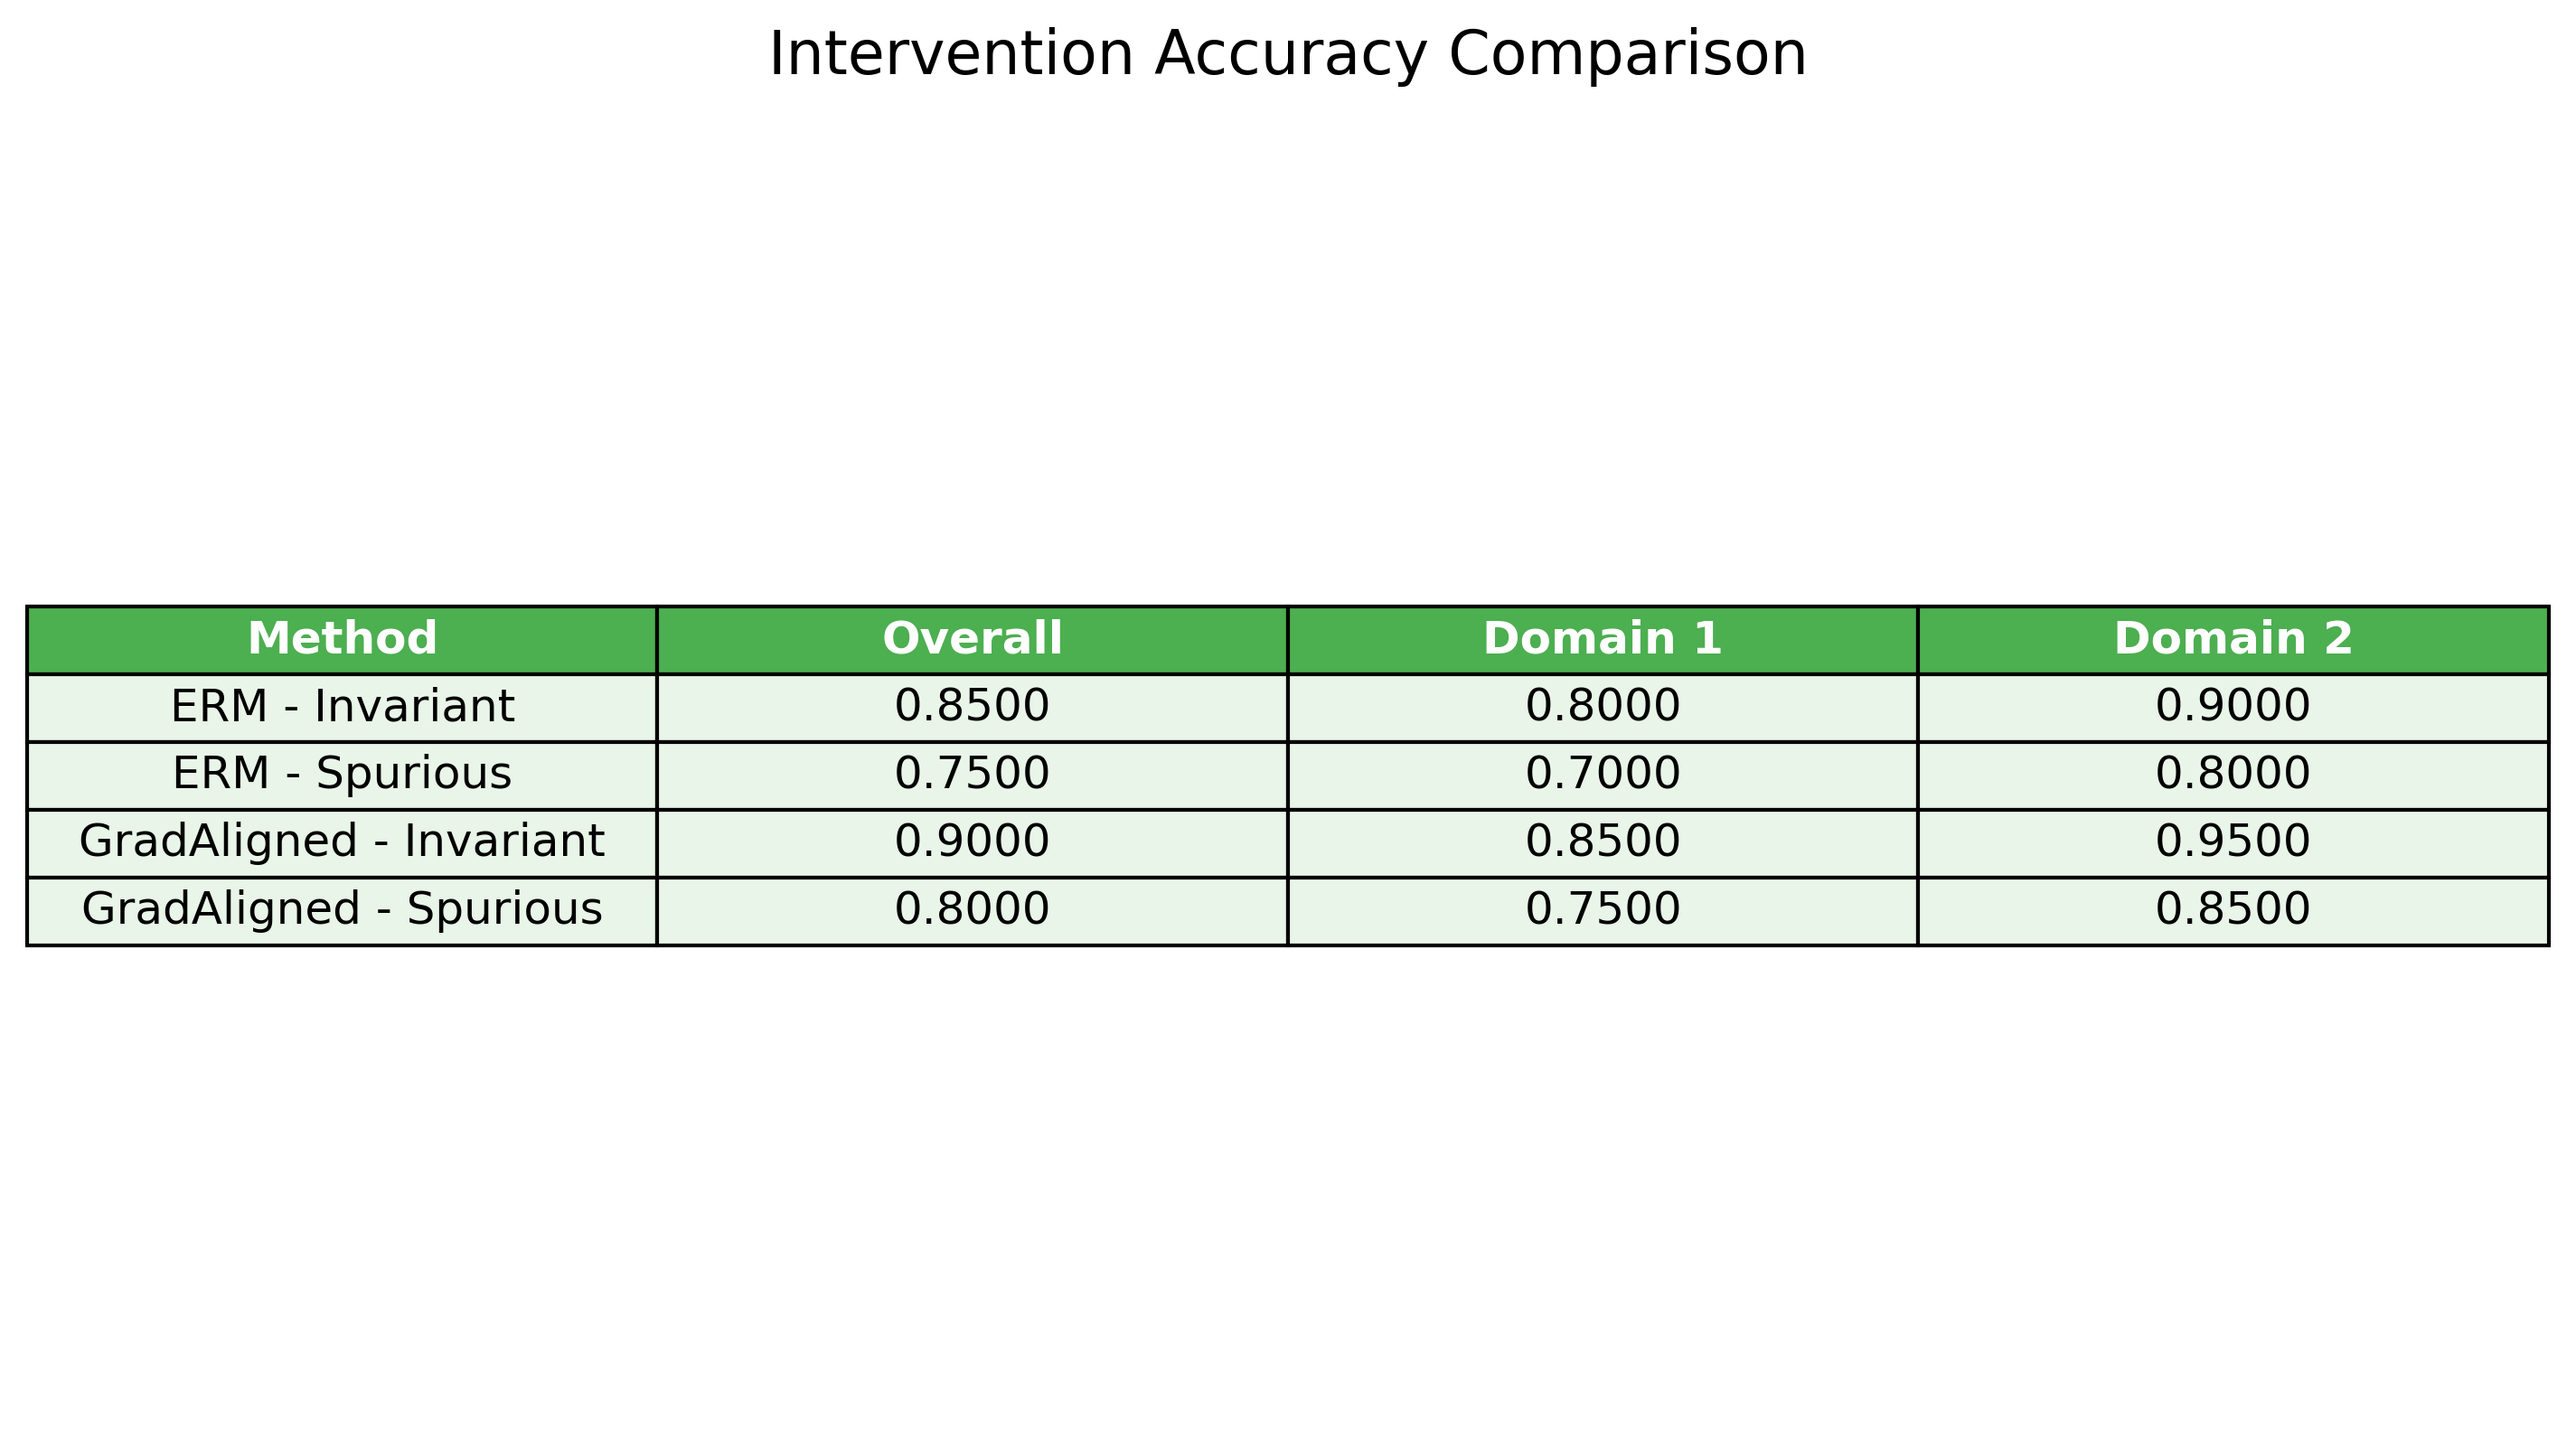 Intervention Accuracy Comparison
Method Overall Domain 1 Domain 2
ERM - Invariant 0.8500 0.8000 0.9000
ERM - Spurious 0.7500 0.7000 0.8000
GradAligned - Invariant 0.9000 0.8500 0.9500
GradAligned - Spurious 0.8000 0.7500 0.8500